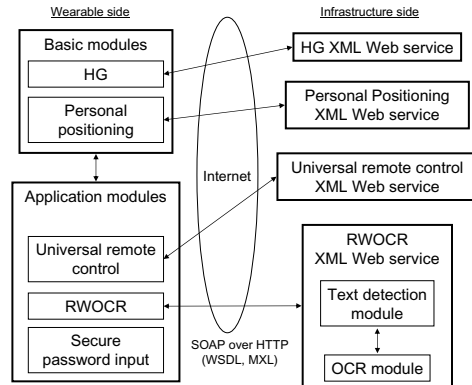 Wearable side
Infrastructure side
Basic modules
HG
Personal
positioning
Application modules
Universal remote
control
RWOCR
Secure
password input
Internet
SOAP over HTTP
(WSDL, MXL)
HG XML Web service
Personal Positioning
XML Web service
Universal remote control
XML Web service
RWOCR
XML Web service
Text detection
module
OCR module